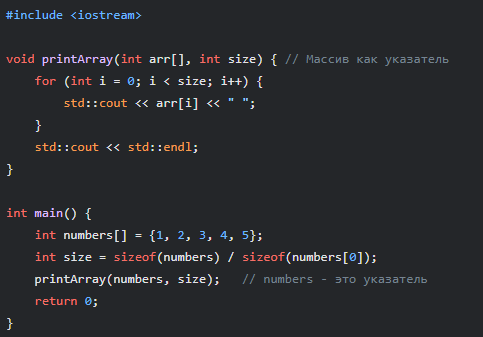 #include <iostream>

void printArray(int arr[], int size) { // Массив как указатель
    for (int i = 0; i < size; i++) {
        std::cout << arr[i] << " ";
    }
    std::cout << std::endl;
}

int main() {
    int numbers[] = {1, 2, 3, 4, 5};
    int size = sizeof(numbers) / sizeof(numbers[0]);
    printArray(numbers, size);   // numbers - это указатель
    return 0;
}